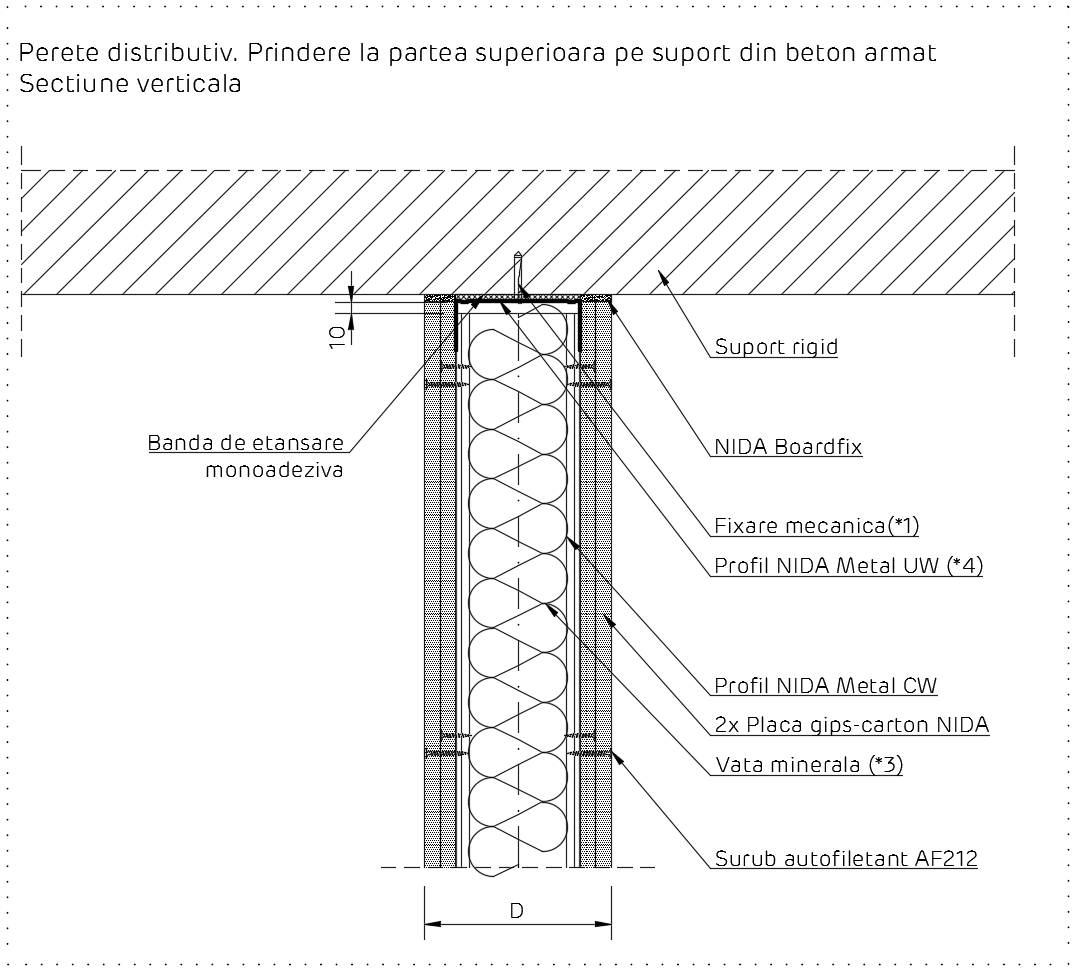 Perete distributiv. Prindere la partea superioara pe suport din beton armat
Sectiune verticala
10
Suport rigid
Banda de etansare
monoadeziva
NIDA Boardfix
Fixare mecanica(*1)
Profil NIDA Metal UW (*4)
Profil NIDA Metal CW
2x Placa gips-carton NIDA
Vata minerala (*3)
Surub autofiletant AF212
D